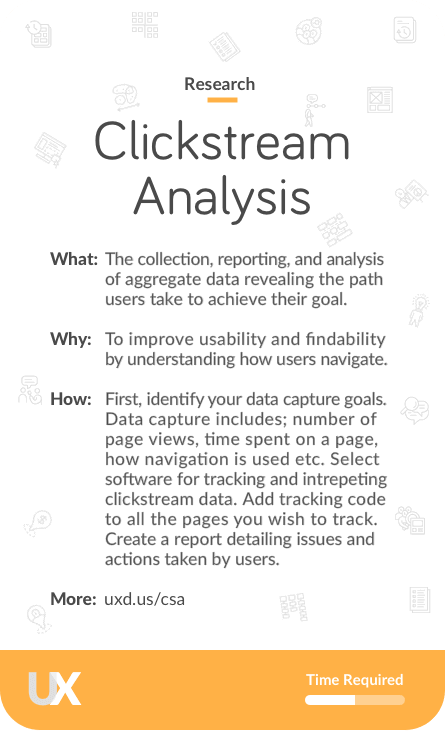 Research
Clickstream
Analysis
What: The collection, reporting, and analysis
of aggregate data revealing the path
users take to achieve their goal.
Why: To improve usability and findability
by understanding how users navigate.
How: First, identify your data capture goals.
Data capture includes; number of
page views, time spent on a page,
how navigation is used etc. Select
software for tracking and intrepeting
clickstream data. Add tracking code
to all the pages you wish to track.
Create a report detailing issues and
actions taken by users.
More: uxd.us/csa
UX
Time Required